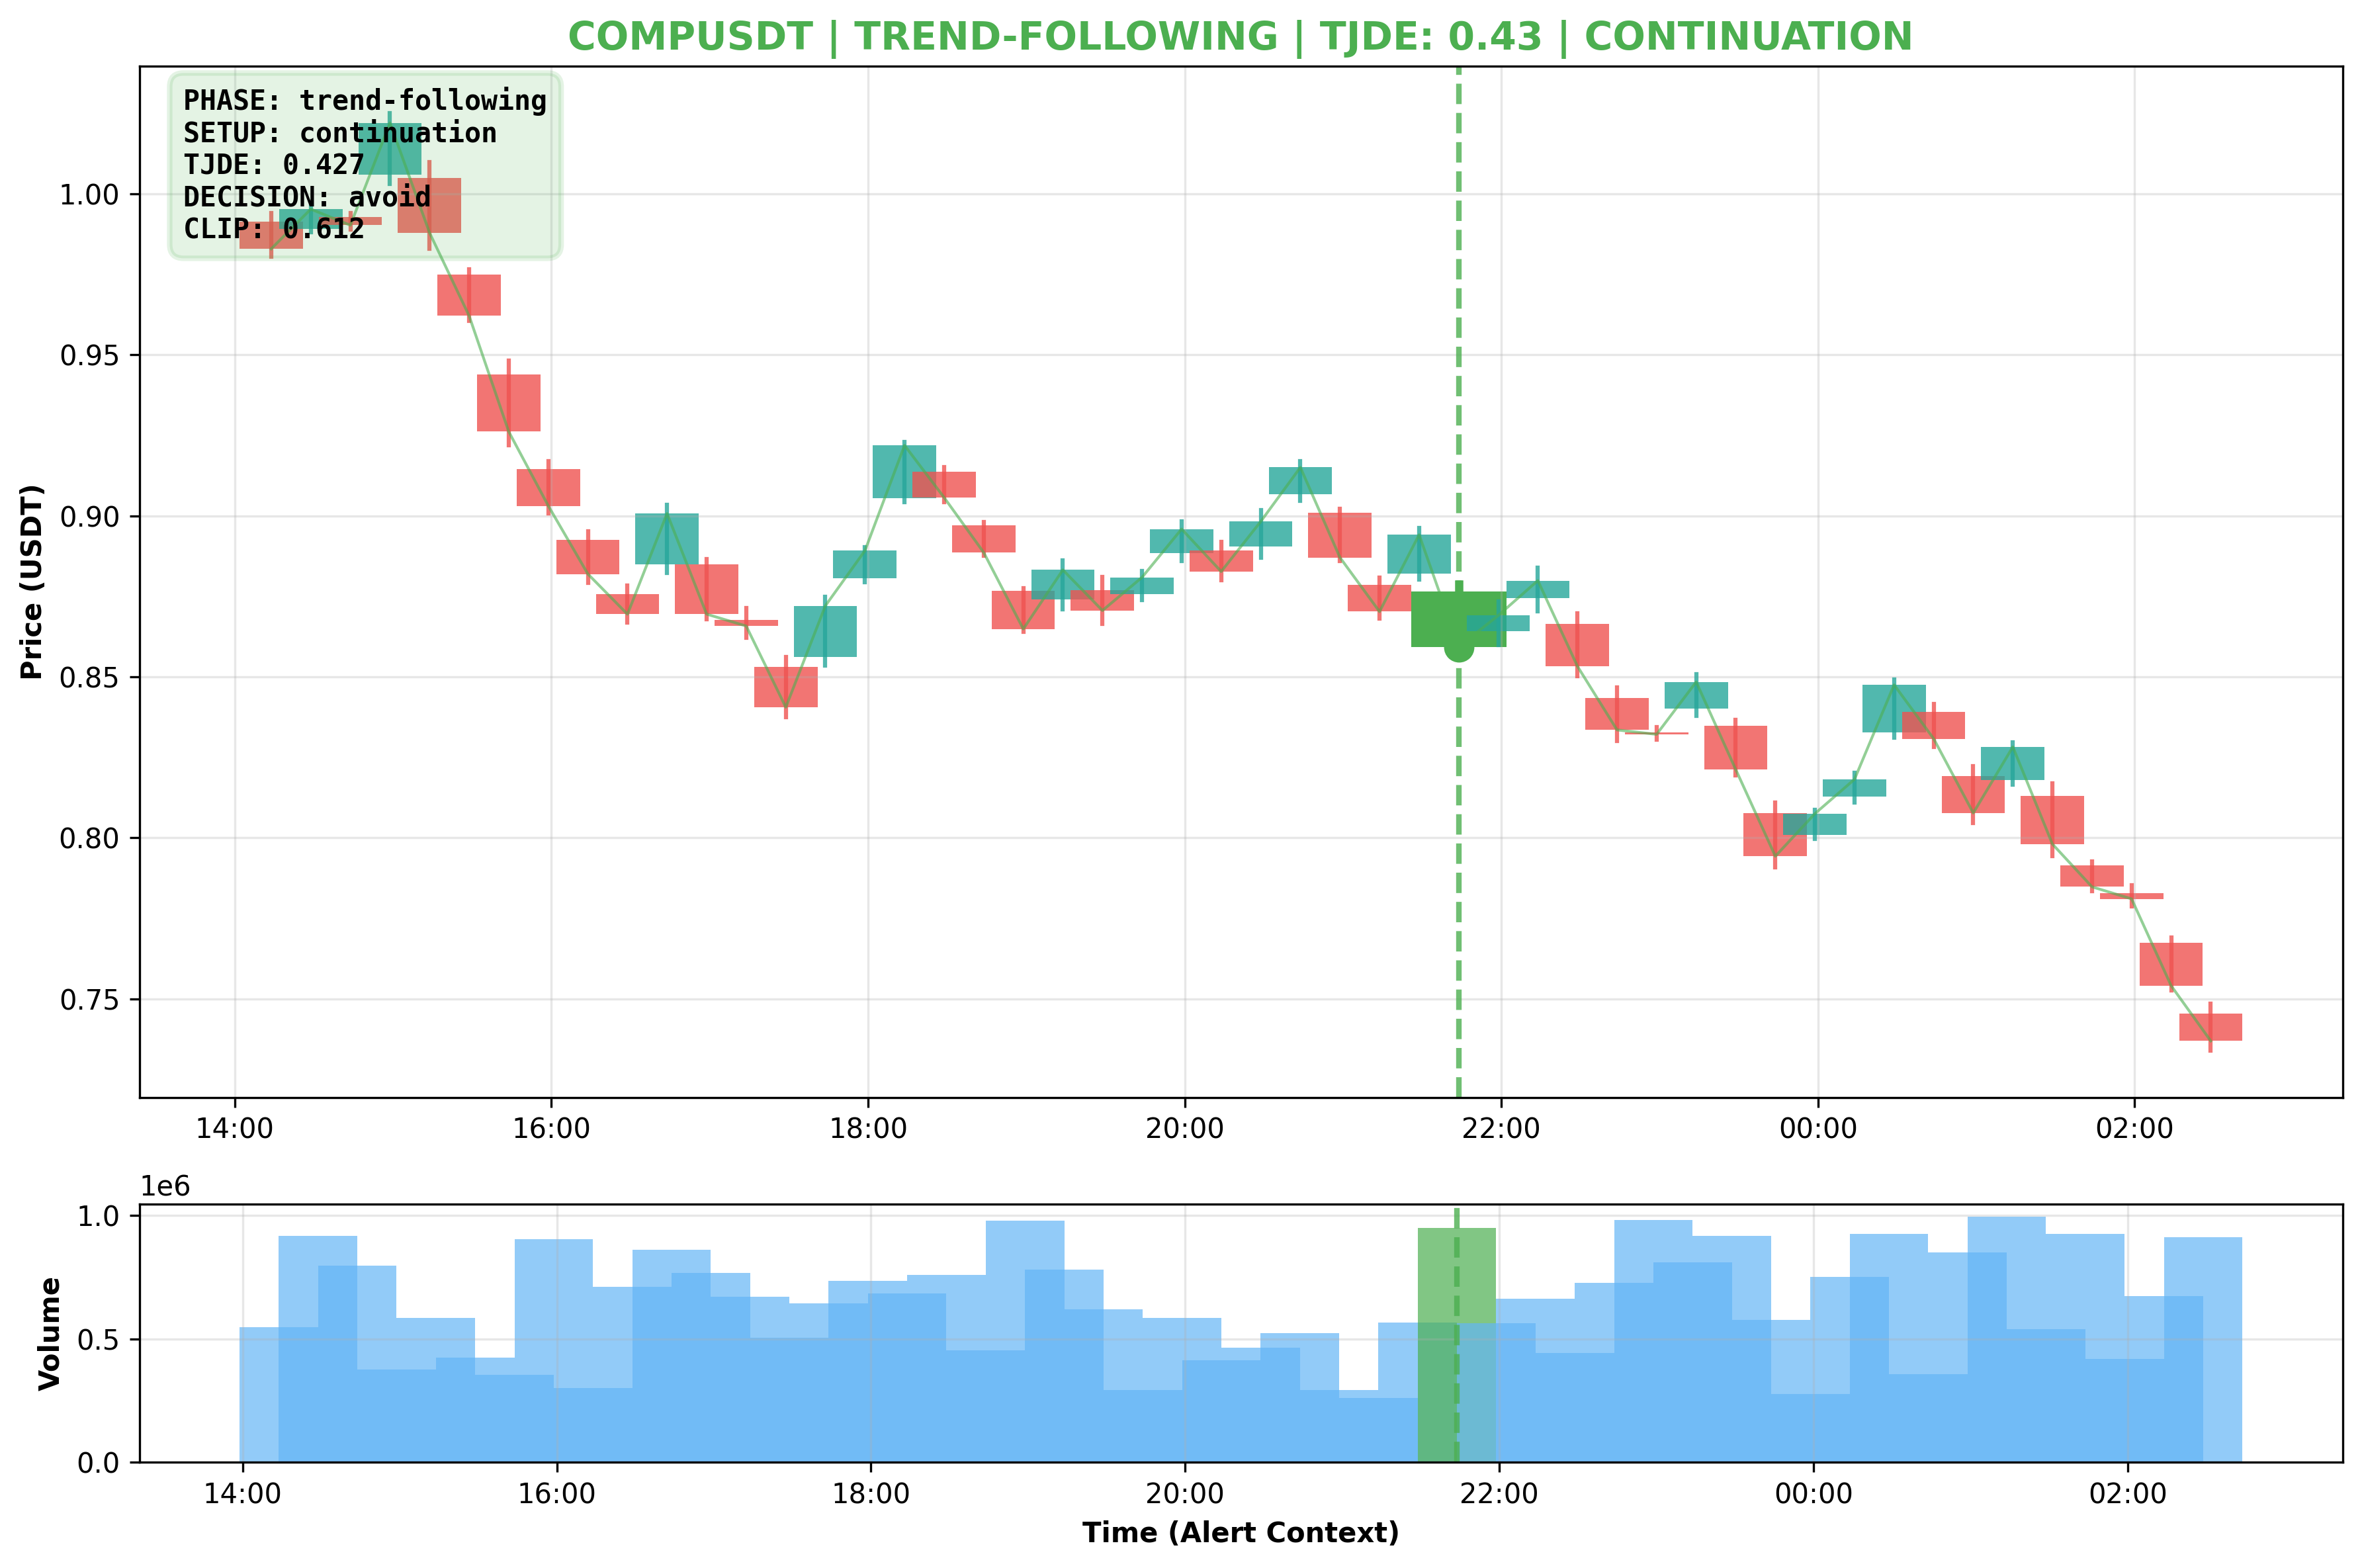 COMPUSDT | TREND-FOLLOWING | TJDE: 0.43 | CONTINUATION
PHASE: trend-following
SETUP: continuation
TJDE: 0.427
DECISION: avoid
CLIP: 0.612
Price (USDT)
1.00
0.95
0.90
0.85
0.80
0.75
14:00 16:00 18:00 20:00 22:00 00:00 02:00
1e6
Volume
1.0
0.5
0.0
14:00 16:00 18:00 20:00 22:00 00:00 02:00
Time (Alert Context)